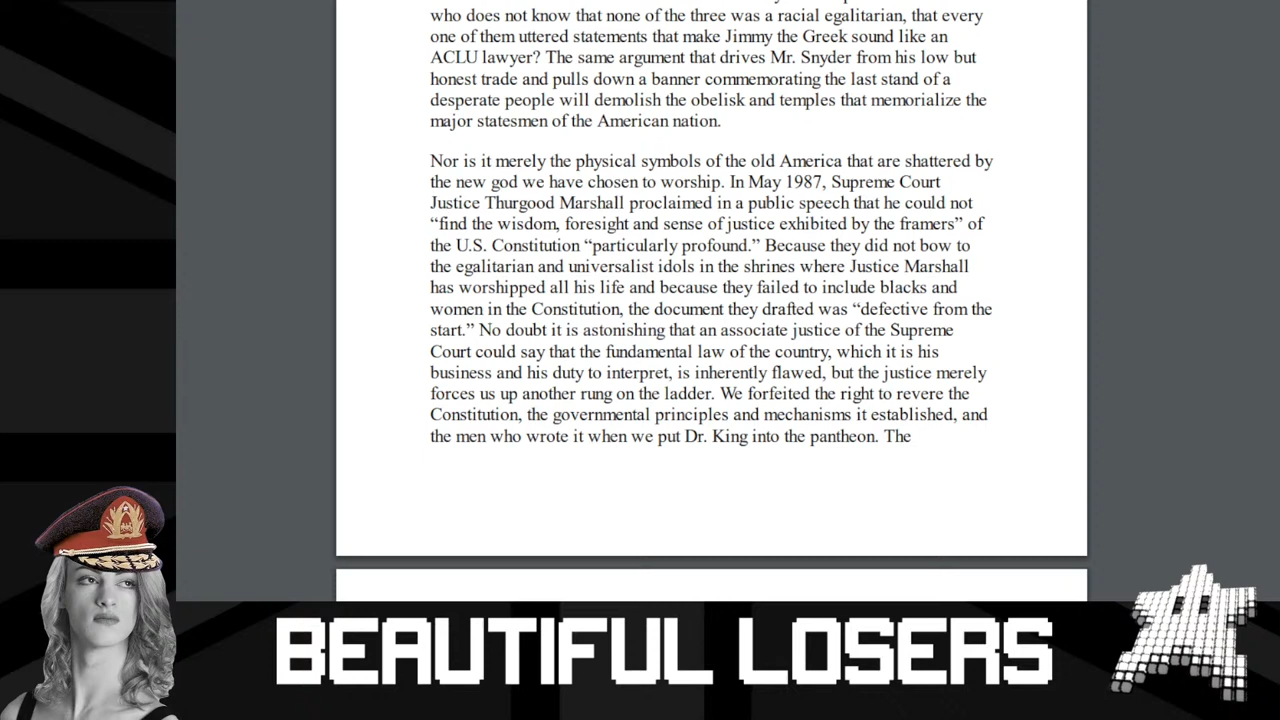 who does not know that none of the three was a racial egalitarian, that every
one of them uttered statements that make Jimmy the Greek sound like an
ACLU lawyer? The same argument that drives Mr. Snyder from his low but
honest trade and pulls down a banner commemorating the last stand of a
desperate people will demolish the obelisk and temples that memorialize the
major statesmen of the American nation.
Nor is it merely the physical symbols of the old America that are shattered by
the new god we have chosen to worship. In May 1987, Supreme Court
Justice Thurgood Marshall proclaimed in a public speech that he could not
“find the wisdom, foresight and sense of justice exhibited by the framers” of
the U.S. Constitution “particularly profound.” Because they did not bow to
the egalitarian and universalist idols in the shrines where Justice Marshall
has worshipped all his life and because they failed to include blacks and
women in the Constitution, the document they drafted was “defective from the
start.” No doubt it is astonishing that an associate justice of the Supreme
Court could say that the fundamental law of the country, which it is his
business and his duty to interpret, is inherently flawed, but the justice merely
forces us up another rung on the ladder. We forfeited the right to revere the
Constitution, the governmental principles and mechanisms it established, and
the men who wrote it when we put Dr. King into the pantheon. The
BEAUTIFUL LOSERS